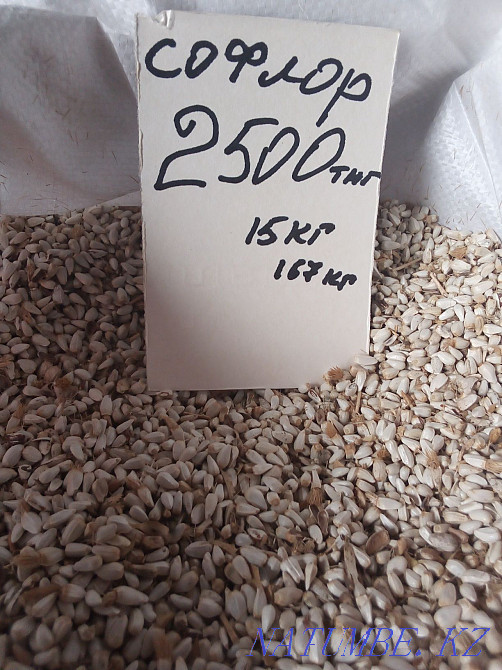 софлор
2500тнг
15кг
167кг
NATUMBE.KZ